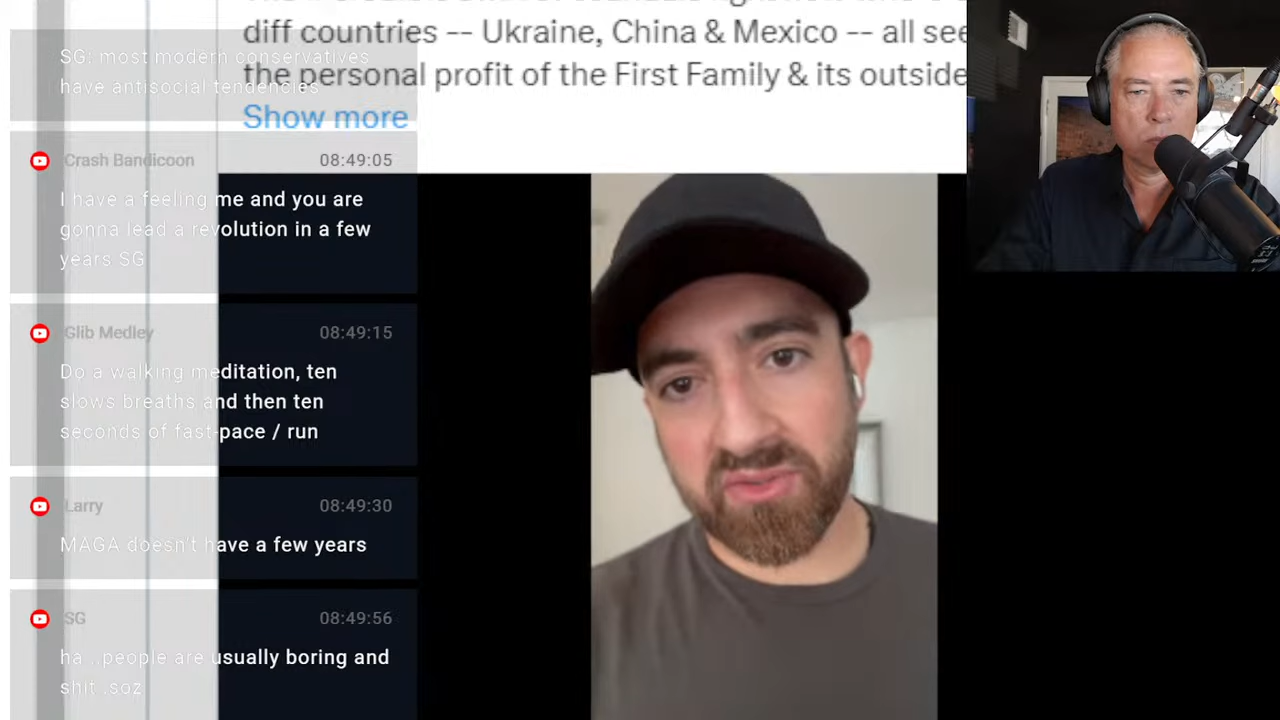 diff countries -- Ukraine, China & Mexico -- all see
the personal profit of the First Family & its outside
Show more
SG: most modern conservatives
have antisocial tendencies
Crash Bandicoon 08:49:05
I have a feeling me and you are
gonna lead a revolution in a few
years SG
Glib Medley 08:49:15
Do a walking meditation, ten
slows breaths and then ten
seconds of fast-pace / run
Larry 08:49:30
MAGA doesn't have a few years
SG 08:49:56
ha ..people are usually boring and
shit .soz